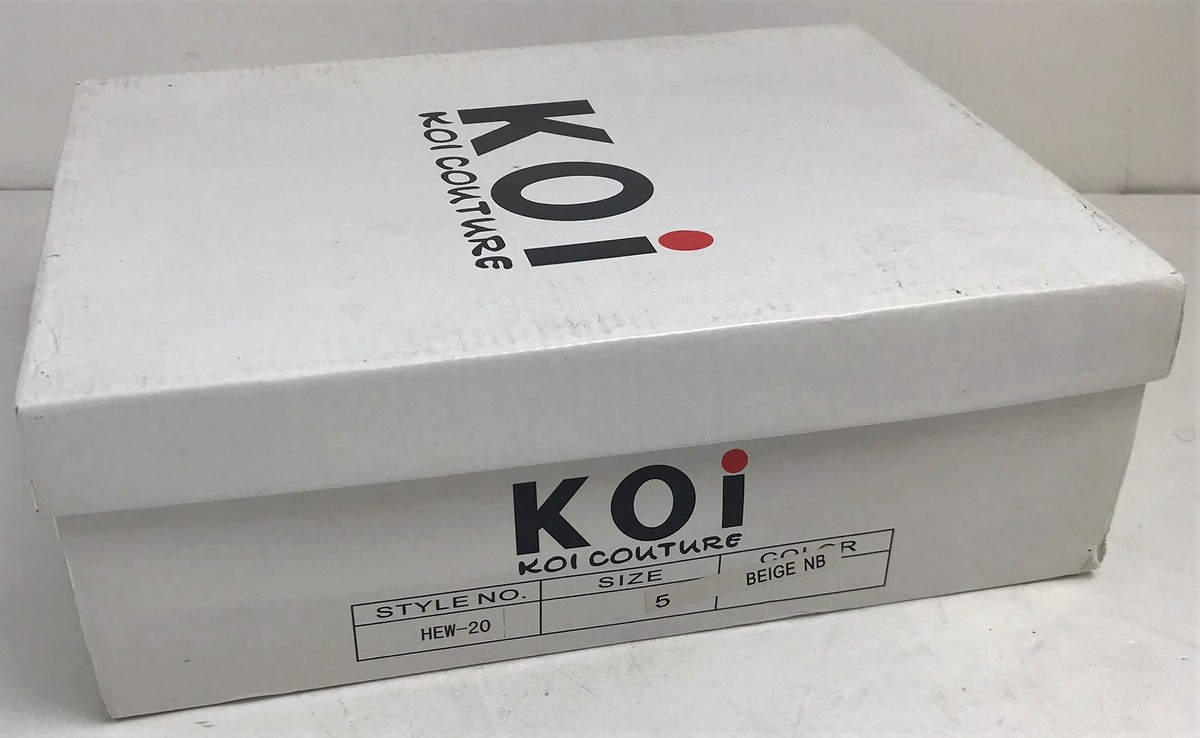 KOi
KOI COUTURE
KOi
KOI COUTURE
STYLE NO. SIZE COLOR
HEW-20 5 BEIGE NB